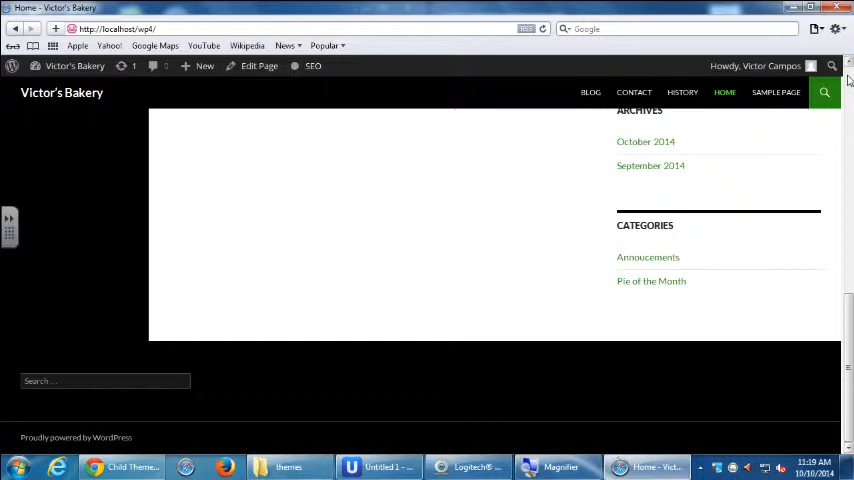 Home - Victor's Bakery
http://localhost/wp4/
RSS
Google
Apple Yahoo! Google Maps YouTube Wikipedia News Popular
Victor's Bakery 1 0 New Edit Page SEO Howdy, Victor Campos
Victor's Bakery BLOG CONTACT HISTORY HOME SAMPLE PAGE
ARCHIVES
October 2014
September 2014
CATEGORIES
Annoucements
Pie of the Month
Search ...
Proudly powered by WordPress
Child Theme... themes Untitled 1 - ... Logitech® ... Magnifier Home - Vict... 11:19 AM
10/10/2014